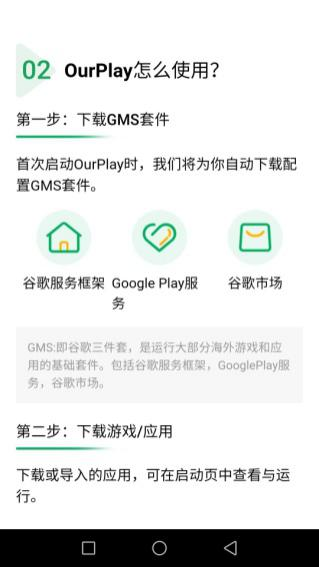 02 OurPlay怎么使用？
第一步：下载GMS套件
首次启动OurPlay时，我们将为你自动下载配
置GMS套件。
谷歌服务框架 Google Play服 谷歌市场
务
GMS:即谷歌三件套，是运行大部分海外游戏和应
用的基础套件。包括谷歌服务框架，GooglePlay服
务，谷歌市场。
第二步：下载游戏/应用
下载或导入的应用，可在启动页中查看与运
行。